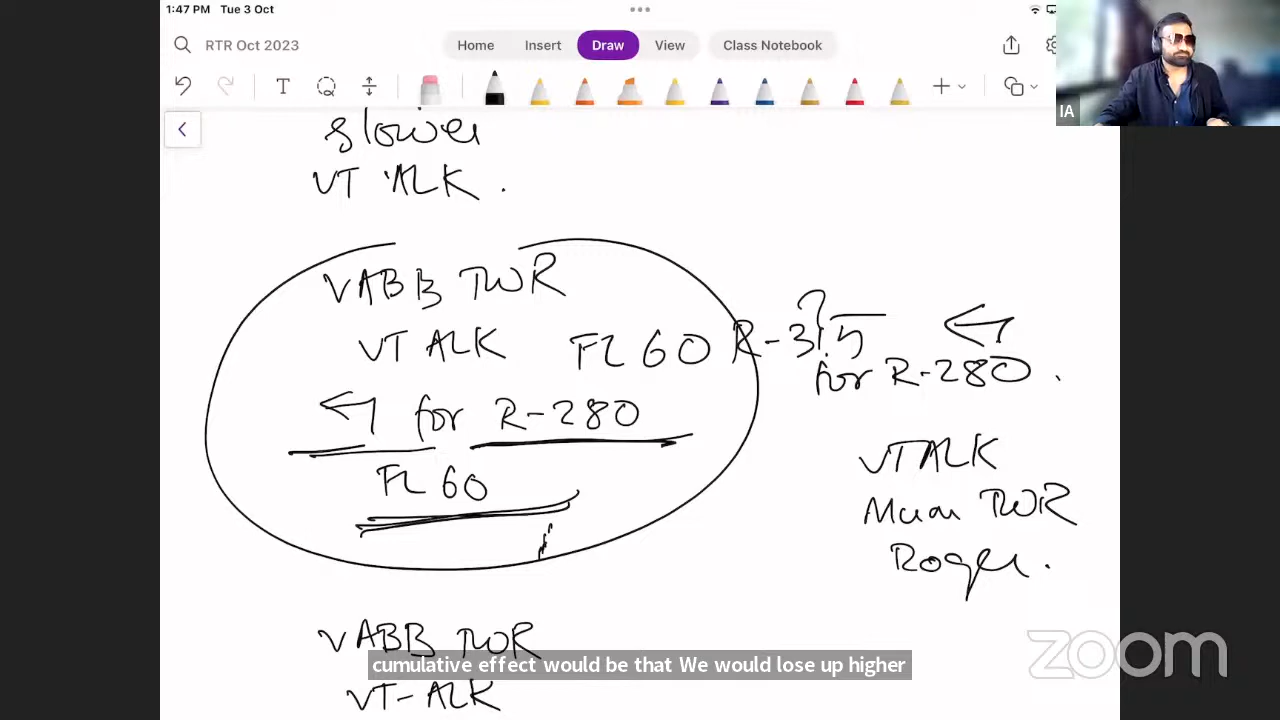 1:47 PM Tue 3 Oct
RTR Oct 2023
Home Insert Draw View Class Notebook
T
IA
slower
VT ALK.
VABB TWR
VT ALK FL 60 R-315
for R-280.
for R-280
FL 60
VT ALK
TWR
Roger.
VABB TWR
VT-ALK
cumulative effect would be that We would lose up higher
zoom